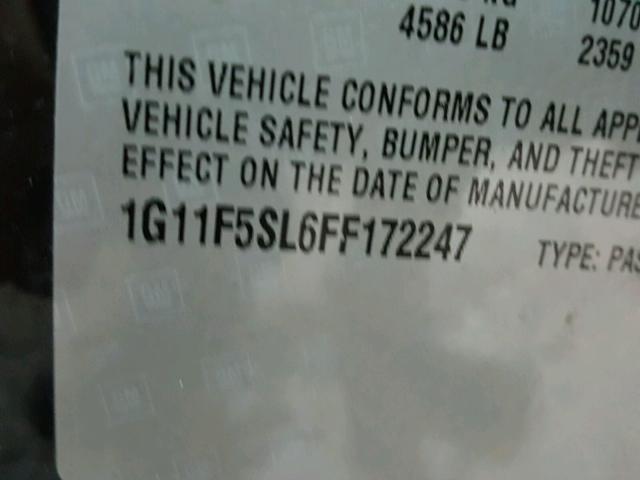 4586 LB 2359
THIS VEHICLE CONFORMS TO ALL
VEHICLE SAFETY, BUMPER, AND THEFT
EFFECT ON THE DATE OF MANUFACTURE
1G11F5SL6FF172247 TYPE: